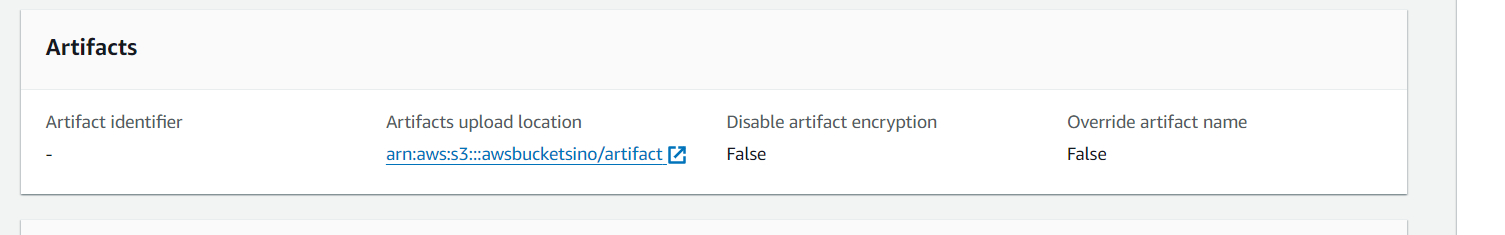 Artifacts
Artifact identifier
-
Artifacts upload location
arn:aws:s3:::awsbucketsino/artifact
Disable artifact encryption
False
Override artifact name
False